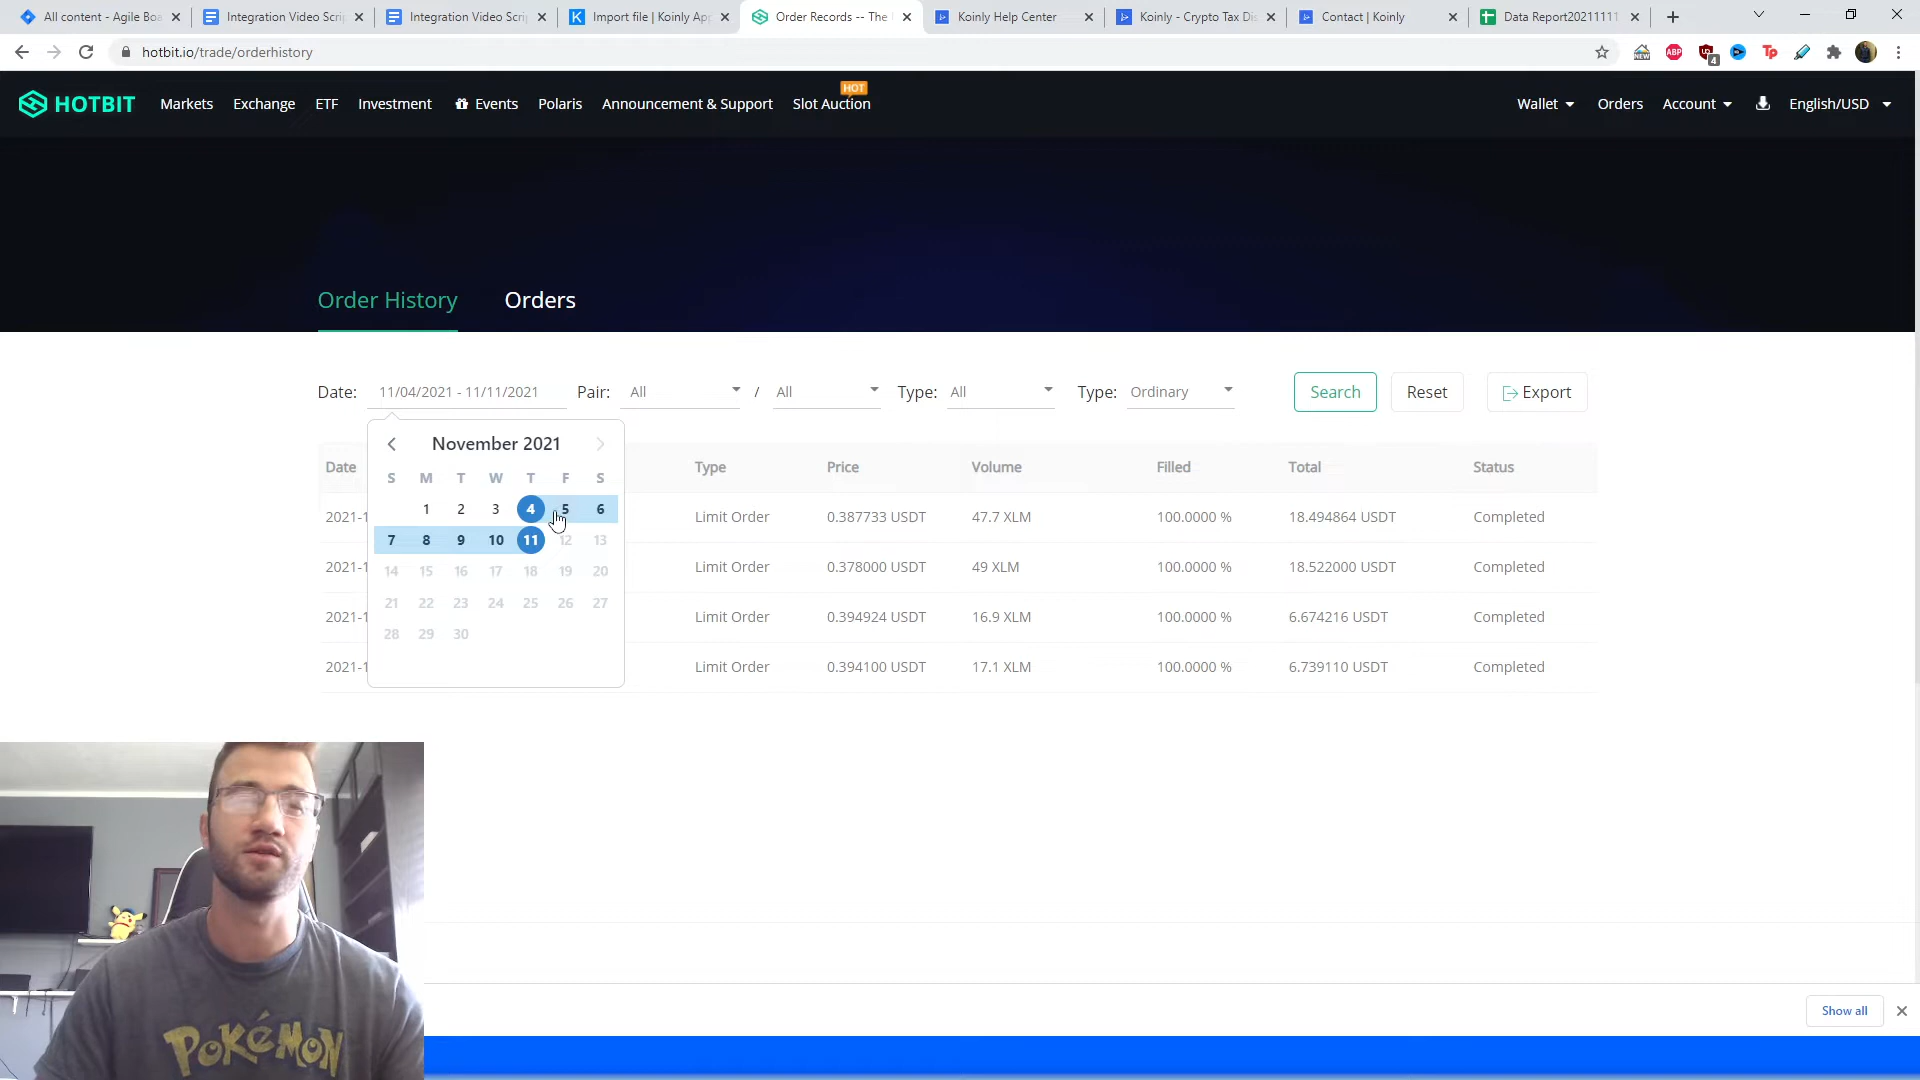 All content - Agile Boa
Integration Video Scrip
Integration Video Scrip
Import file | Koinly App
Order Records -- The
Koinly Help Center
Koinly - Crypto Tax Di
Contact | Koinly
Data Report20211111
hotbit.io/trade/orderhistory
NEW
ABP
4
Tp
HOTBIT
Markets
Exchange
ETF
Investment
Events
Polaris
Announcement & Support
Slot Auction
HOT
Wallet
Orders
Account
English/USD
Order History
Orders
Date: 11/04/2021 - 11/11/2021 Pair: All / All Type: All Type: Ordinary Search Reset Export
November 2021
S M T W T F S
1 2 3 4 5 6
7 8 9 10 11 12 13
14 15 16 17 18 19 20
21 22 23 24 25 26 27
28 29 30
Date Type Price Volume Filled Total Status
2021-1 Limit Order 0.387733 USDT 47.7 XLM 100.0000 % 18.494864 USDT Completed
2021-1 Limit Order 0.378000 USDT 49 XLM 100.0000 % 18.522000 USDT Completed
2021-1 Limit Order 0.394924 USDT 16.9 XLM 100.0000 % 6.674216 USDT Completed
2021-1 Limit Order 0.394100 USDT 17.1 XLM 100.0000 % 6.739110 USDT Completed
POKéMON
Show all